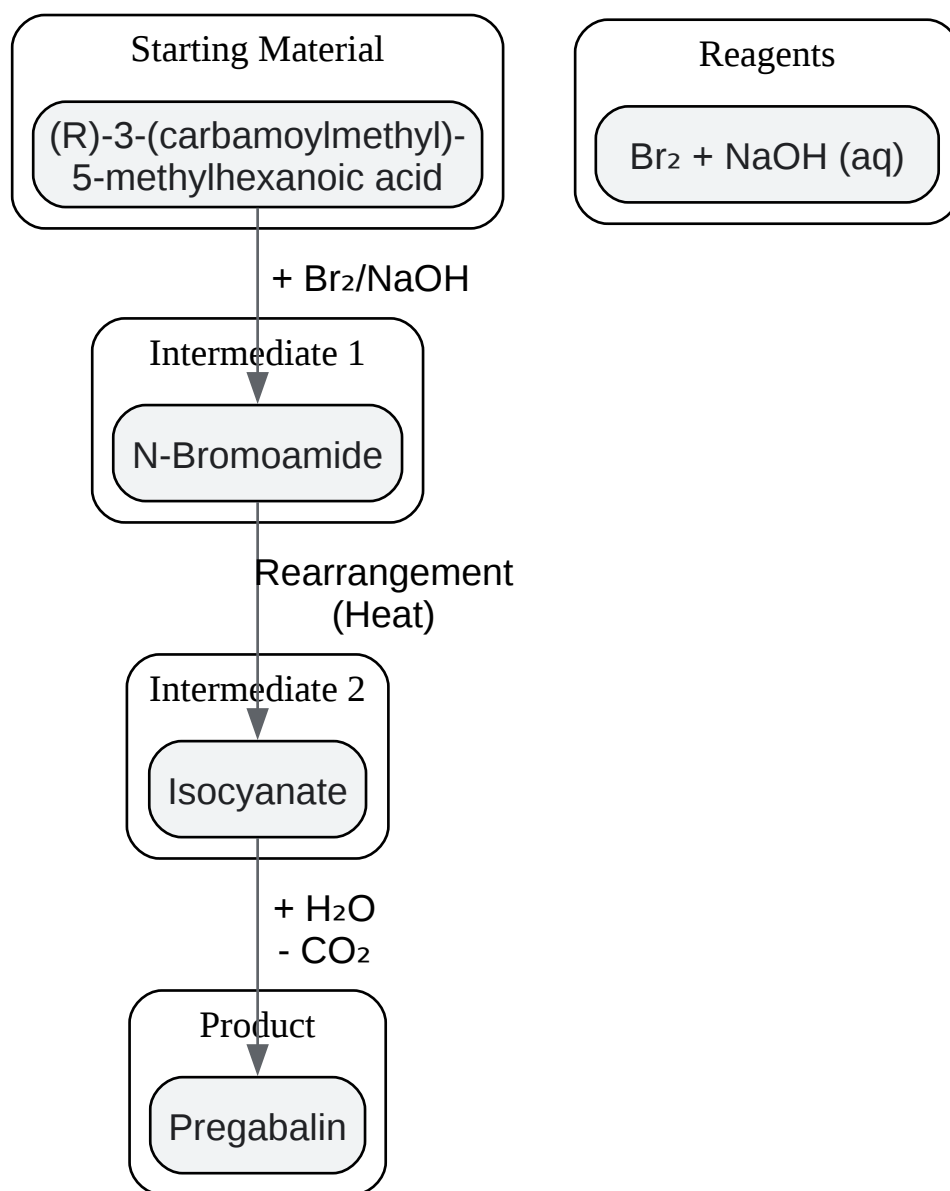 Starting Material
(R)-3-(carbamoylmethyl)-
5-methylhexanoic acid
Reagents
Br₂ + NaOH (aq)
+ Br₂/NaOH
Intermediate 1
N-Bromoamide
Rearrangement
(Heat)
Intermediate 2
Isocyanate
+ H₂O
- CO₂
Product
Pregabalin